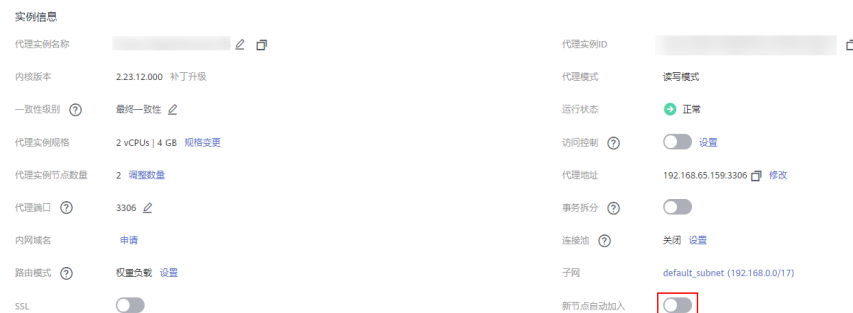 实例信息
代理实例名称
代理实例ID
内核版本 2.23.12.000 补丁升级
代理模式 读写模式
一致性级别 ? 最终一致性
运行状态 正常
代理实例规格 2 vCPUs | 4 GB 规格变更
访问控制 ? 设置
代理实例节点数量 2 调整数量
代理地址 192.168.65.159:3306 修改
代理端口 ? 3306
事务拆分 ?
内网域名 申请
连接池 ? 关闭 设置
路由模式 ? 权重负载 设置
子网 default_subnet (192.168.0.0/17)
SSL
新节点自动加入